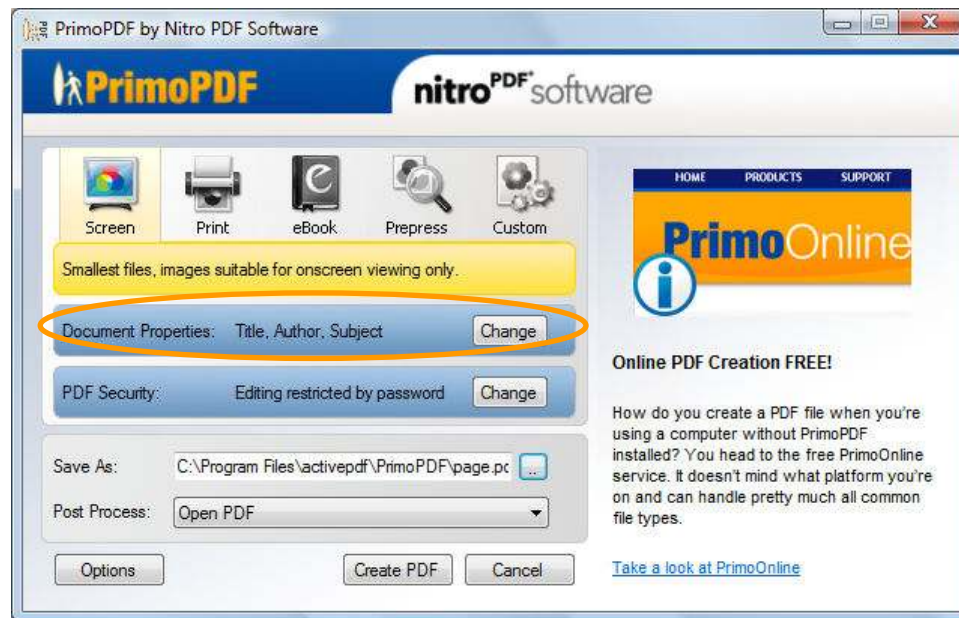 PrimoPDF by Nitro PDF Software
PrimoPDF
nitroPDF®software
Screen
Print
eBook
Prepress
Custom
Smallest files, images suitable for onscreen viewing only.
Document Properties: Title, Author, Subject
Change
PDF Security: Editing restricted by password
Change
Save As: C:\Program Files\activepdf\PrimoPDF\page.pc
..
Post Process: Open PDF
Options
Create PDF
Cancel
HOME PRODUCTS SUPPORT
PrimoOnline
i
Online PDF Creation FREE!
How do you create a PDF file when you're
using a computer without PrimoPDF
installed? You head to the free PrimoOnline
service. It doesn't mind what platform you're
on and can handle pretty much all common
file types.
Take a look at PrimoOnline